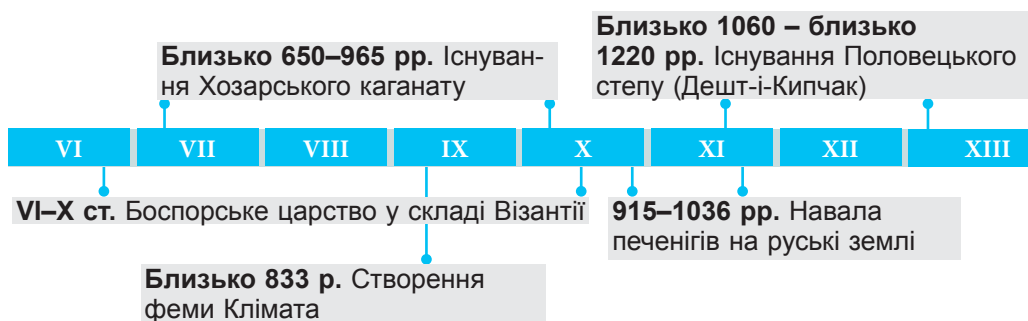 Близько 650–965 рр. Існуван-
ня Хозарського каганату
Близько 1060 – близько
1220 рр. Існування Половецького
степу (Дешт-і-Кипчак)
VI VII VIII IX X XI XII XIII
VI–X ст. Боспорське царство у складі Візантії
915–1036 рр. Навала
печенігів на руські землі
Близько 833 р. Створення
феми Клімата